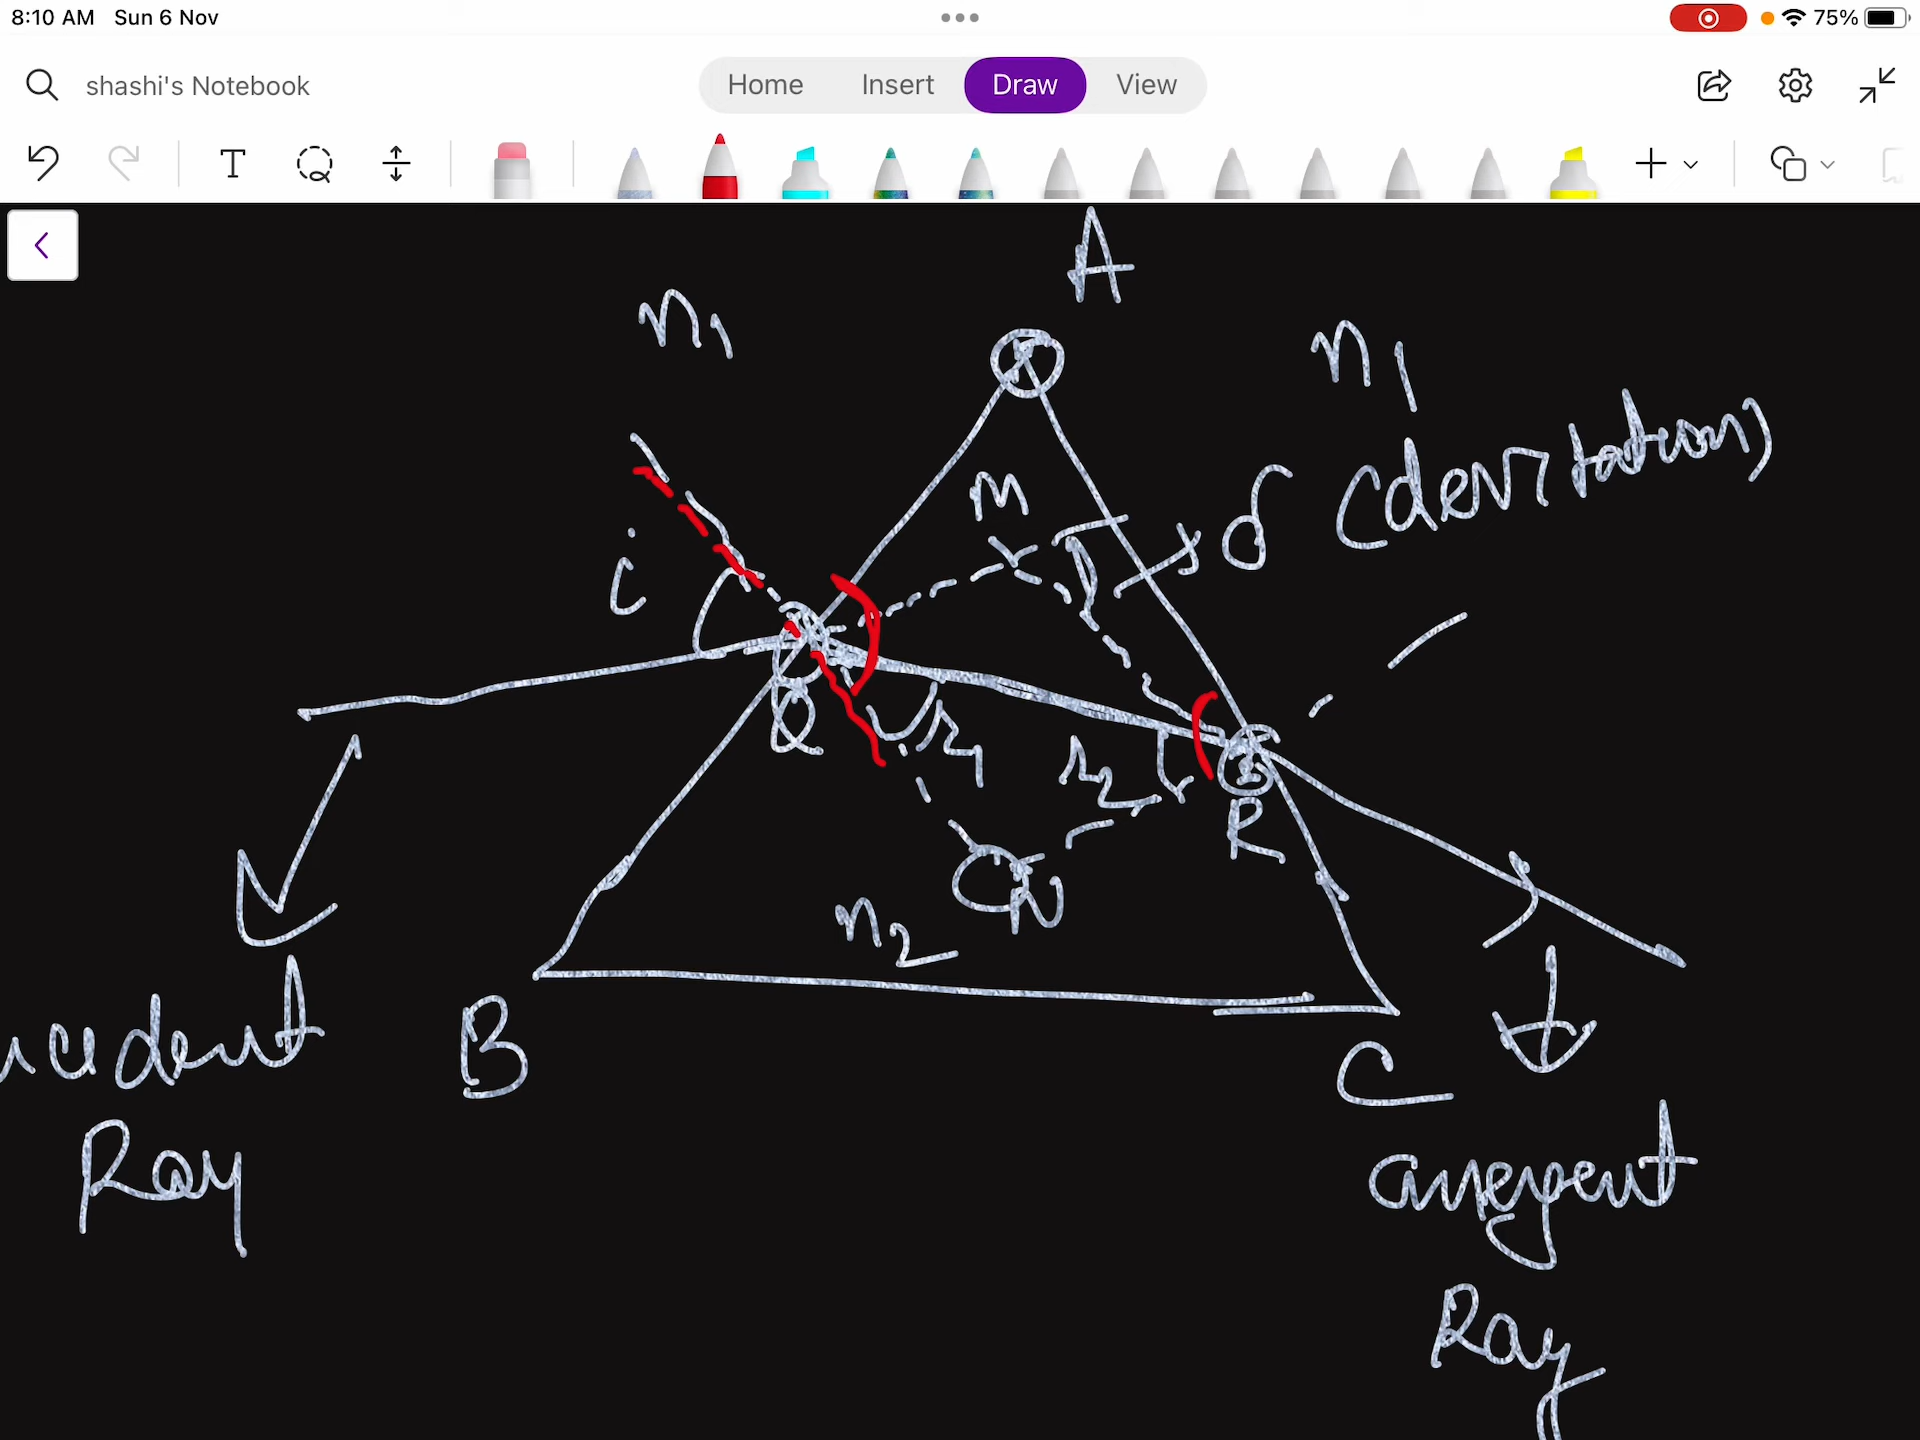 8:10 AM Sun 6 Nov
75%
shashi's Notebook
Home Insert Draw View
T
A
n1
n1
δ (deviation)
M
i
Q
r1
r2
R
N
n2
B
C
ncident
Ray
emergent
Ray